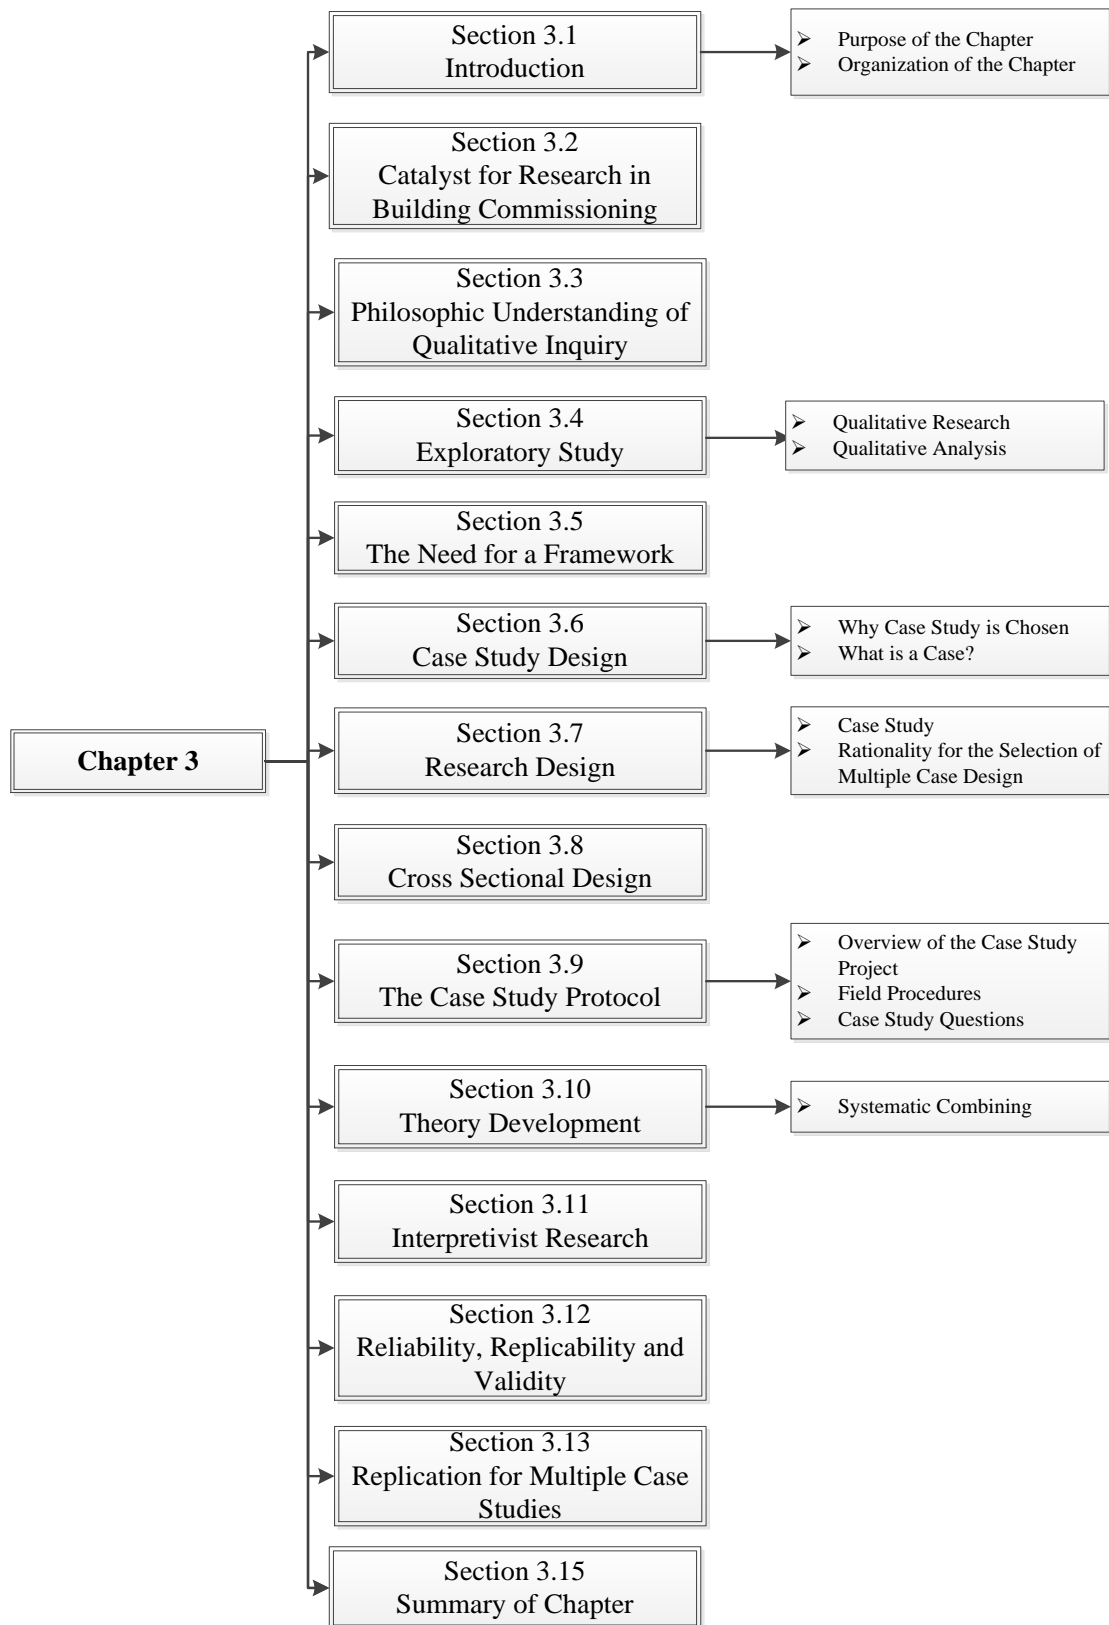 Section 3.1
Introduction
➢ Purpose of the Chapter
➢ Organization of the Chapter
Section 3.2
Catalyst for Research in
Building Commissioning
Section 3.3
Philosophic Understanding of
Qualitative Inquiry
Section 3.4
Exploratory Study
➢ Qualitative Research
➢ Qualitative Analysis
Section 3.5
The Need for a Framework
Section 3.6
Case Study Design
➢ Why Case Study is Chosen
➢ What is a Case?
Chapter 3
Section 3.7
Research Design
➢ Case Study
➢ Rationality for the Selection of
Multiple Case Design
Section 3.8
Cross Sectional Design
Section 3.9
The Case Study Protocol
➢ Overview of the Case Study
Project
➢ Field Procedures
➢ Case Study Questions
Section 3.10
Theory Development
➢ Systematic Combining
Section 3.11
Interpretivist Research
Section 3.12
Reliability, Replicability and
Validity
Section 3.13
Replication for Multiple Case
Studies
Section 3.15
Summary of Chapter